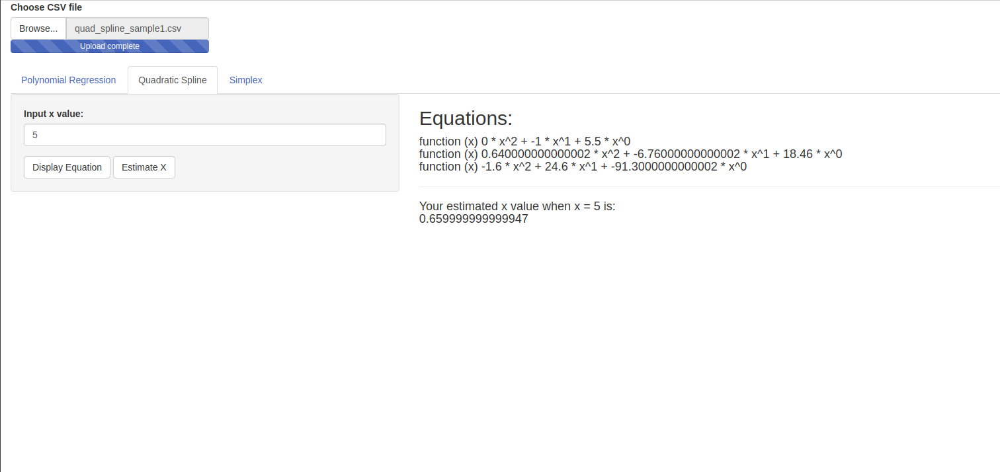 Choose CSV file
Browse... quad_spline_sample1.csv
Upload complete
Polynomial Regression Quadratic Spline Simplex
Input x value:
5
Display Equation Estimate X
Equations:
function (x) 0 * x^2 + -1 * x^1 + 5.5 * x^0
function (x) 0.640000000000002 * x^2 + -6.76000000000002 * x^1 + 18.46 * x^0
function (x) -1.6 * x^2 + 24.6 * x^1 + -91.3000000000002 * x^0
Your estimated x value when x = 5 is:
0.659999999999947